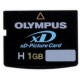 OLYMPUS
xD
xD-Picture Card
H 1GB